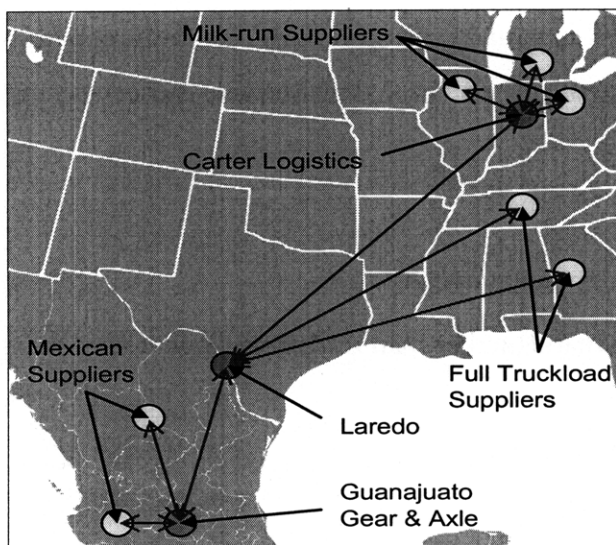 Milk-run Suppliers
Carter Logistics
Mexican
Suppliers
Full Truckload
Suppliers
Laredo
Guanajuato
Gear & Axle